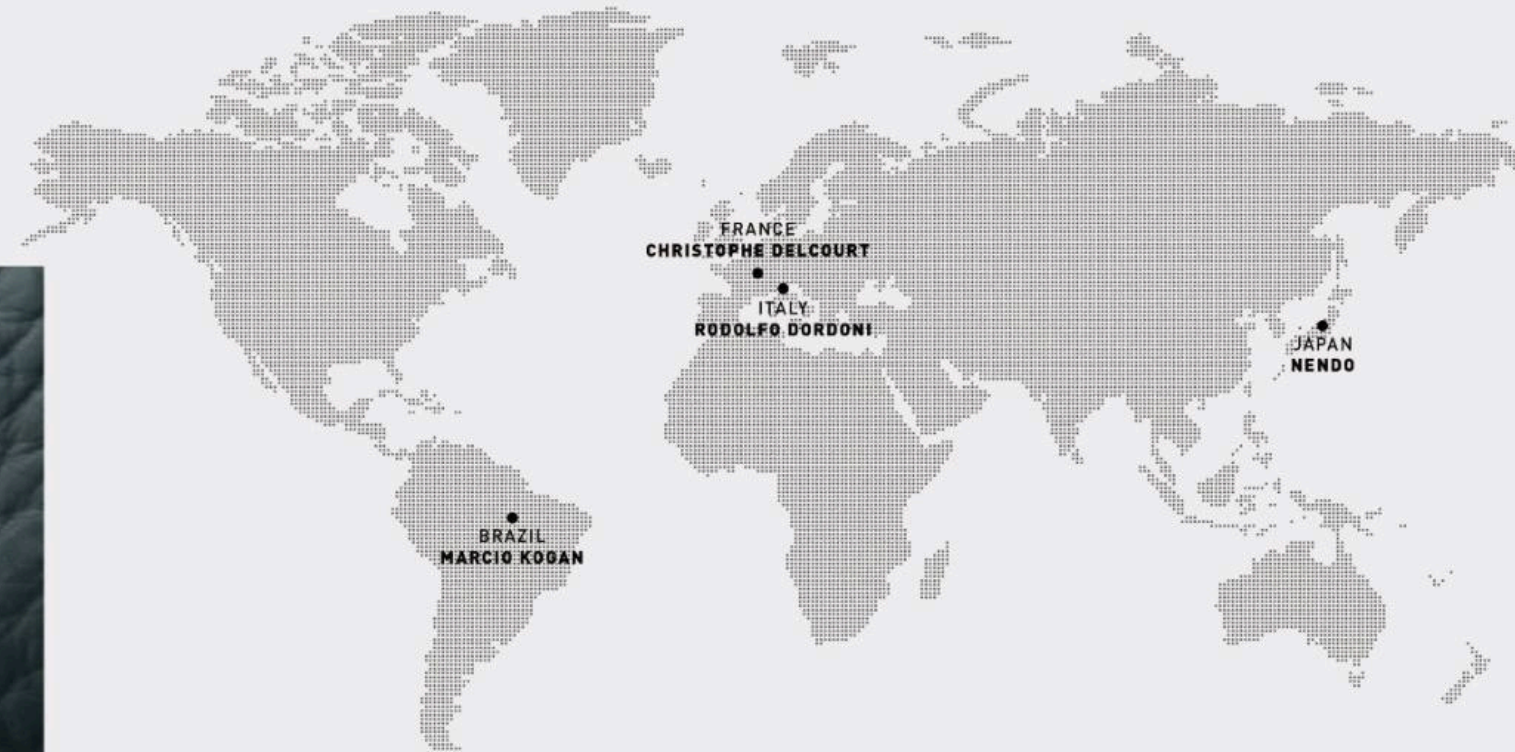 FRANCE
CHRISTOPHE DELCOURT
ITALY
RODOLFO DORDONI
JAPAN
NENDO
BRAZIL
MARCIO KOGAN